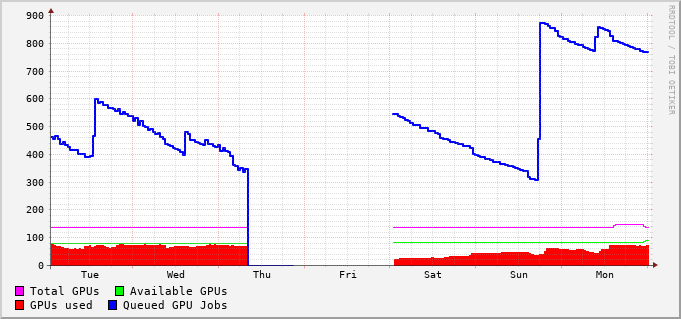 900
800
700
600
500
400
300
200
100
0
Tue Wed Thu Fri Sat Sun Mon
Total GPUs Available GPUs
GPUs used Queued GPU Jobs
RRDTOOL / TOBI OETIKER